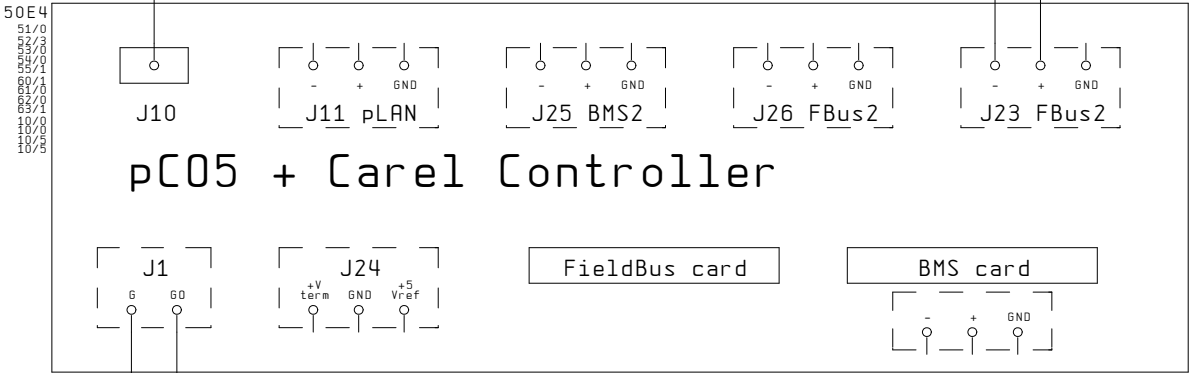 50E4
51/0
52/3
53/0
54/0
55/1
60/1
61/0
62/0
63/1
10/0
10/0
10/5
10/5
- + GND
- + GND
- + GND
- + GND
J10
J11 pLAN
J25 BMS2
J26 FBus2
J23 FBus2
pCO5 + Carel Controller
J1
G G0
J24
+V term
GND
+5 Vref
FieldBus card
BMS card
- + GND